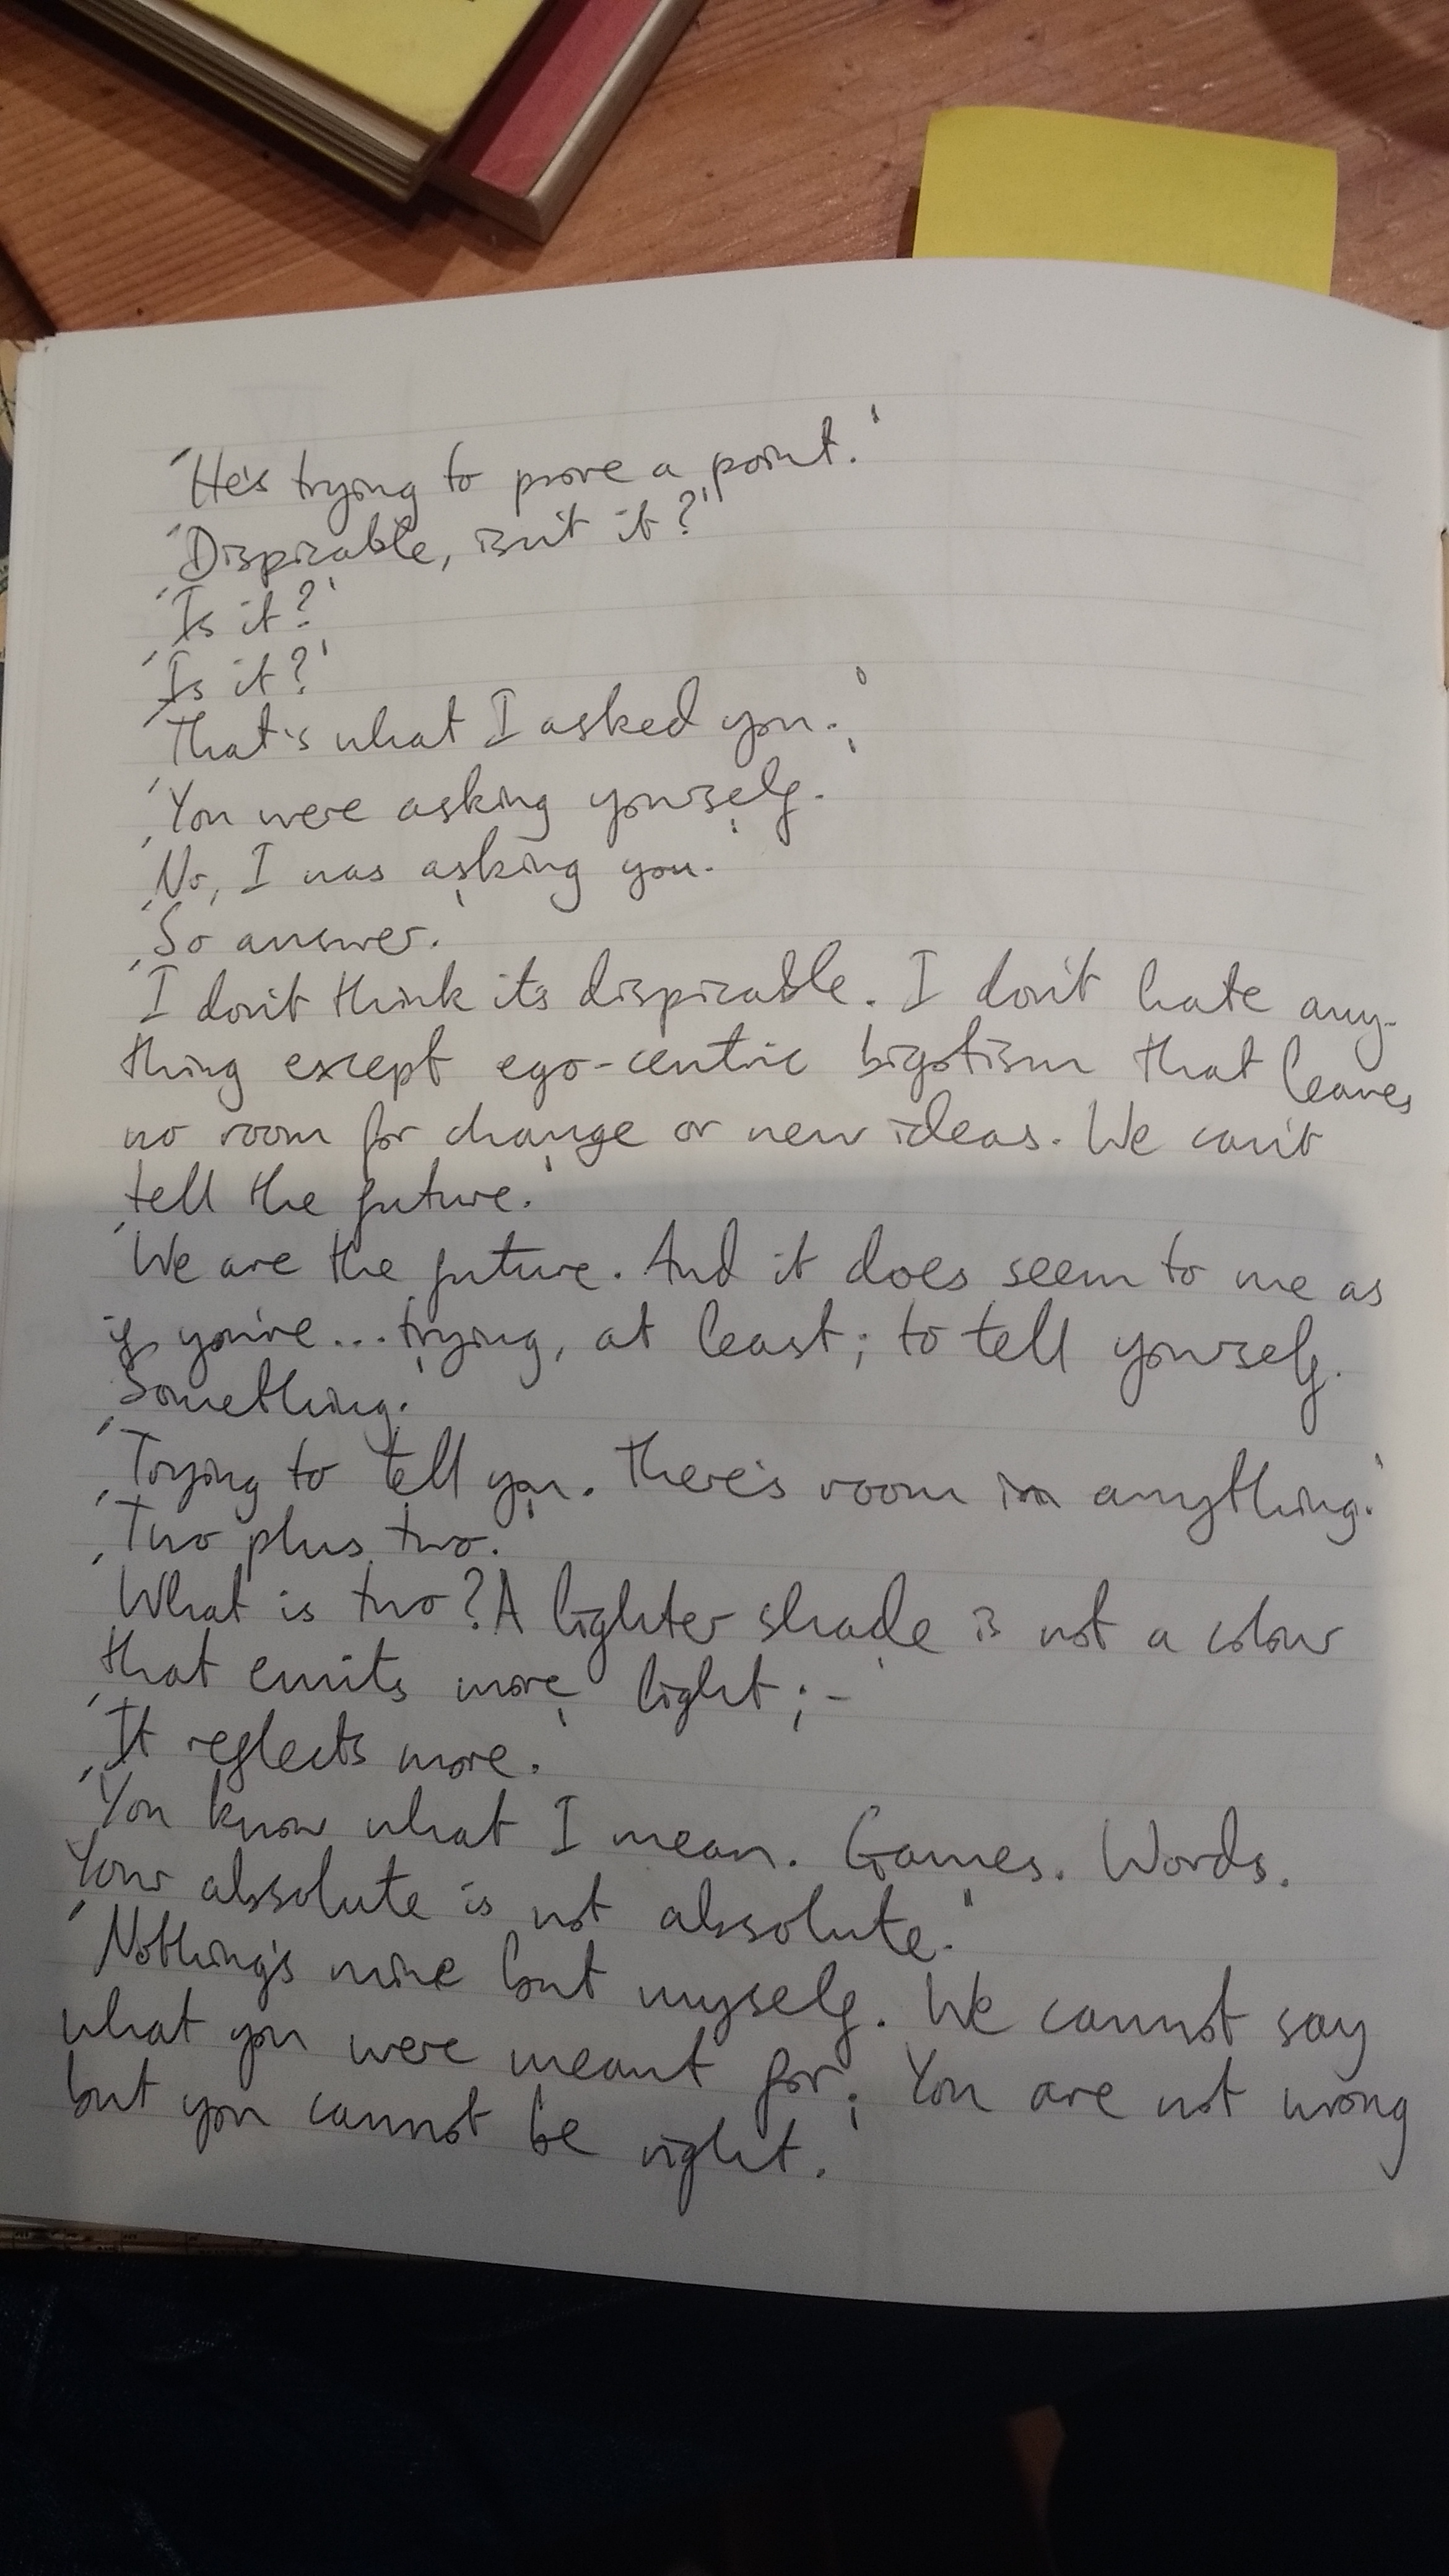 'He's trying to prove a point.'
'Dispicable, isn't it?'
'Is it?'
'Is it?'
'That's what I asked you.'
'You were asking yourself.'
'No, I was asking you.'
'So answer.'
'I don't think it's dispicable. I don't hate any-
thing except ego-centric bigotism that leaves
no room for change or new ideas. We can't
tell the future.'
'We are the future. And it does seem to me as
if you're... trying, at least; to tell yourself.
Something.'
'Trying to tell you. There's room in anything.'
'Two plus two.'
'What is two? A lighter shade is not a colour
that emits more light; -
'It reflects more.'
'You know what I mean. Games. Words.
Your absolute is not absolute.'
'Nothing's mine but myself. We cannot say
what you were meant for; You are not wrong
but you cannot be right.